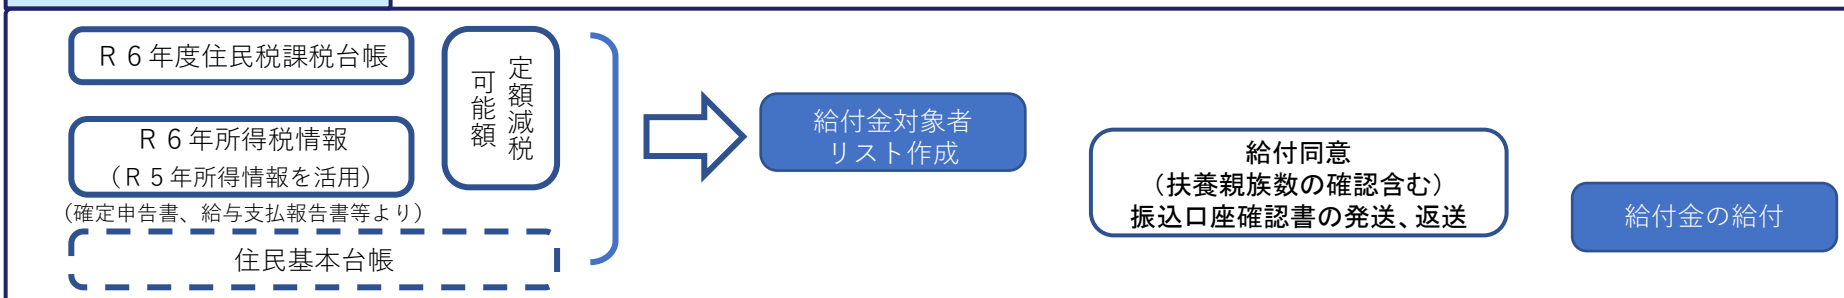 R6年度住民税課税台帳
R6年所得税情報
(R5年所得情報を活用)
(確定申告書、給与支払報告書等より)
住民基本台帳
定額減税
可能額
給付金対象者
リスト作成
給付同意
(扶養親族数の確認含む)
振込口座確認書の発送、返送
給付金の給付